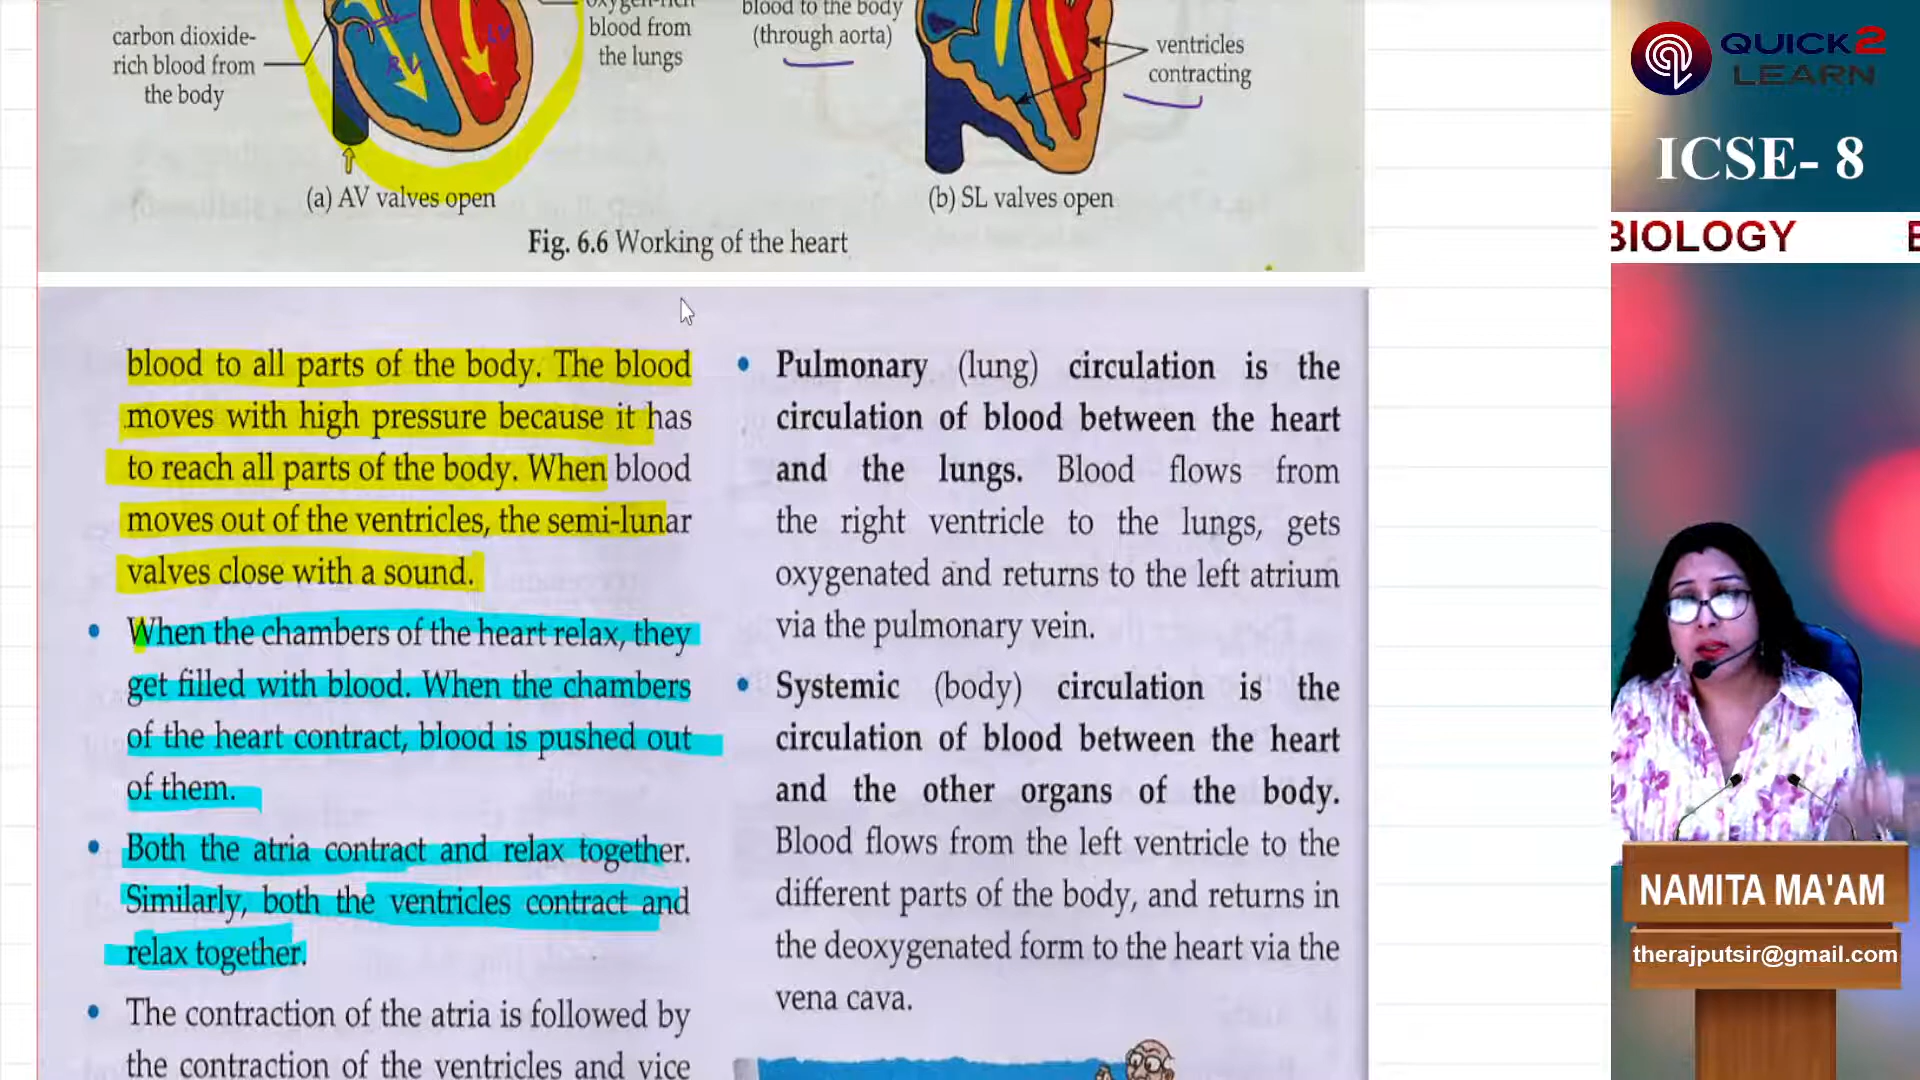 oxygen-rich
blood from
the lungs
carbon dioxide-
rich blood from
the body
LV
RV
(a) AV valves open
blood to the body
(through aorta)
ventricles
contracting
(b) SL valves open
Fig. 6.6 Working of the heart
blood to all parts of the body. The blood
moves with high pressure because it has
to reach all parts of the body. When blood
moves out of the ventricles, the semi-lunar
valves close with a sound.
• When the chambers of the heart relax, they
get filled with blood. When the chambers
of the heart contract, blood is pushed out
of them.
• Both the atria contract and relax together.
Similarly, both the ventricles contract and
relax together.
• The contraction of the atria is followed by
the contraction of the ventricles and vice
• Pulmonary (lung) circulation is the
circulation of blood between the heart
and the lungs. Blood flows from
the right ventricle to the lungs, gets
oxygenated and returns to the left atrium
via the pulmonary vein.
• Systemic (body) circulation is the
circulation of blood between the heart
and the other organs of the body.
Blood flows from the left ventricle to the
different parts of the body, and returns in
the deoxygenated form to the heart via the
vena cava.
QUICK2
LEARN
ICSE- 8
BIOLOGY
NAMITA MA'AM
therajputsir@gmail.com